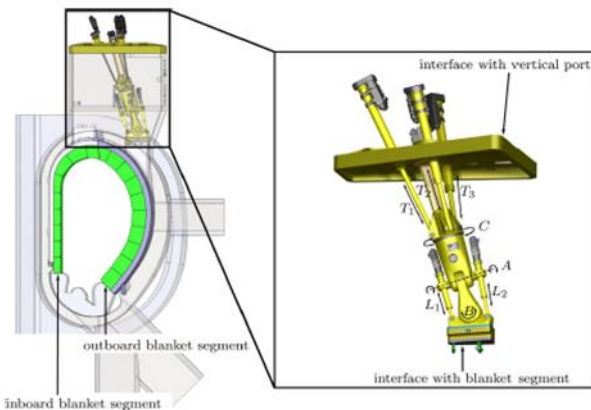 interface with vertical port
T₂
T₃
T₁
C
A
L₁
L₂
B
outboard blanket segment
interface with blanket segment
inboard blanket segment